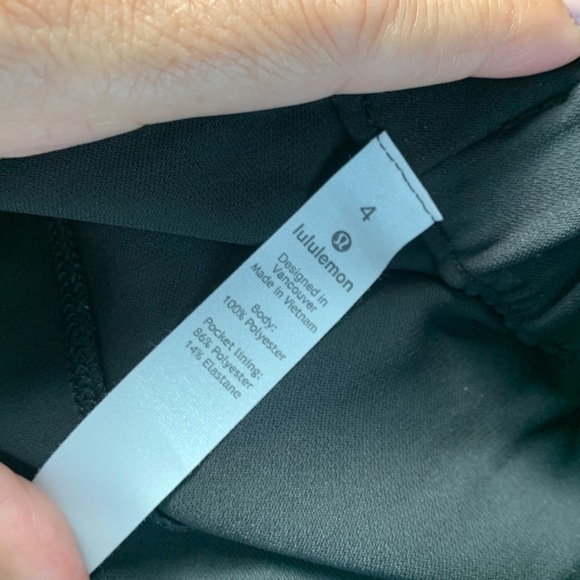 4
lululemon
Designed in
Vancouver
Made in Vietnam
Body:
100% Polyester
Pocket lining:
86% Polyester
14% Elastane